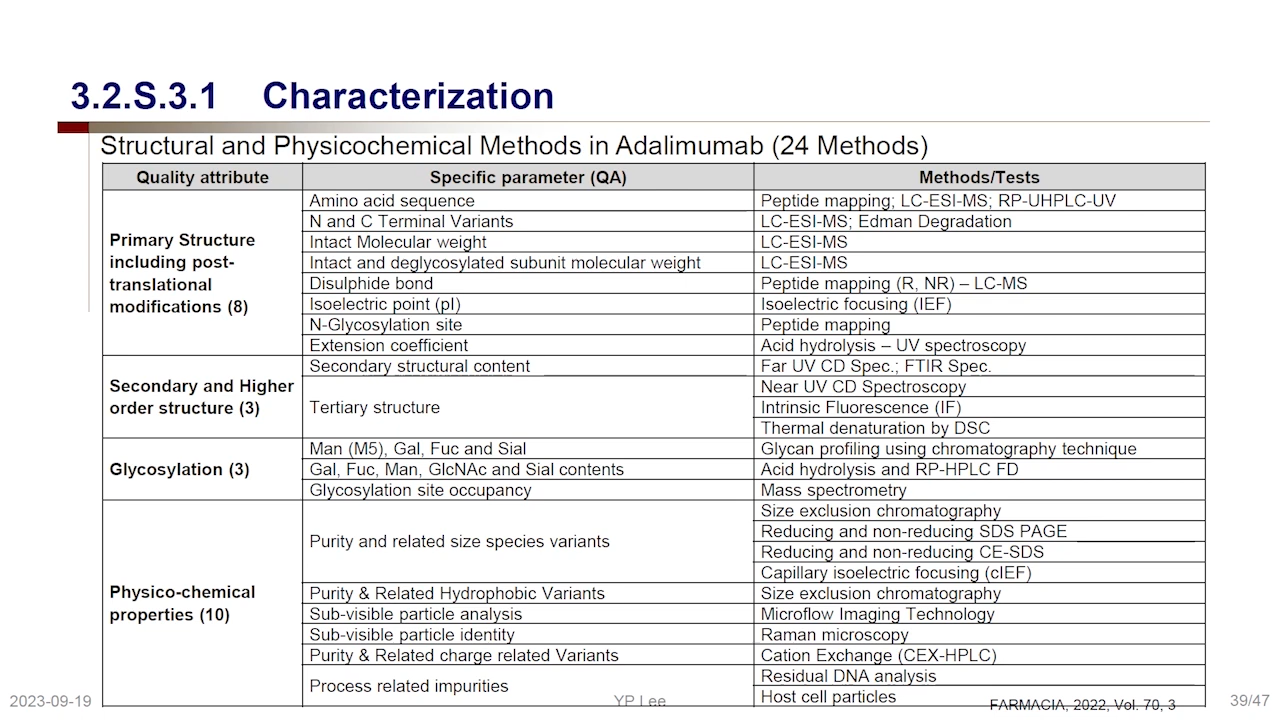 3.2.S.3.1 Characterization
Structural and Physicochemical Methods in Adalimumab (24 Methods)
Quality attribute Specific parameter (QA) Methods/Tests
Primary Structure including post-translational modifications (8)
Amino acid sequence Peptide mapping; LC-ESI-MS; RP-UHPLC-UV
N and C Terminal Variants LC-ESI-MS; Edman Degradation
Intact Molecular weight LC-ESI-MS
Intact and deglycosylated subunit molecular weight LC-ESI-MS
Disulphide bond Peptide mapping (R, NR) – LC-MS
Isoelectric point (pI) Isoelectric focusing (IEF)
N-Glycosylation site Peptide mapping
Extension coefficient Acid hydrolysis – UV spectroscopy
Secondary and Higher order structure (3)
Secondary structural content Far UV CD Spec.; FTIR Spec.
Tertiary structure
Near UV CD Spectroscopy
Intrinsic Fluorescence (IF)
Thermal denaturation by DSC
Glycosylation (3)
Man (M5), Gal, Fuc and Sial Glycan profiling using chromatography technique
Gal, Fuc, Man, GlcNAc and Sial contents Acid hydrolysis and RP-HPLC FD
Glycosylation site occupancy Mass spectrometry
Physico-chemical properties (10)
Purity and related size species variants
Size exclusion chromatography
Reducing and non-reducing SDS PAGE
Reducing and non-reducing CE-SDS
Capillary isoelectric focusing (cIEF)
Purity & Related Hydrophobic Variants Size exclusion chromatography
Sub-visible particle analysis Microflow Imaging Technology
Sub-visible particle identity Raman microscopy
Purity & Related charge related Variants Cation Exchange (CEX-HPLC)
Process related impurities
Residual DNA analysis
Host cell particles
2023-09-19 YP Lee FARMACIA, 2022, Vol. 70, 3 39/47